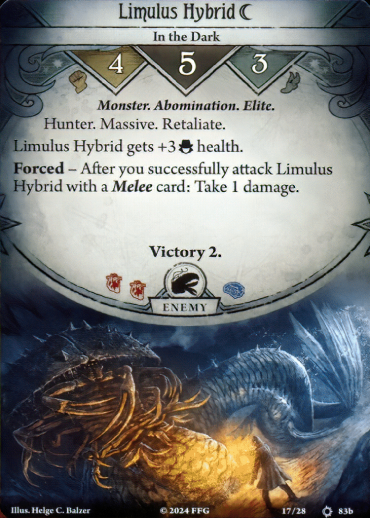 Limulus Hybrid
In the Dark
4 5 3
Monster. Abomination. Elite.
Hunter. Massive. Retaliate.
Limulus Hybrid gets +3 health.
Forced – After you successfully attack Limulus
Hybrid with a Melee card: Take 1 damage.
Victory 2.
ENEMY
Illus. Helge C. Balzer © 2024 FFG 17/28 83b